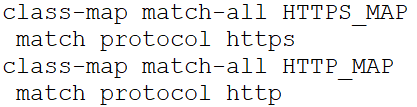 class-map match-all HTTPS_MAP
 match protocol https
class-map match-all HTTP_MAP
 match protocol http